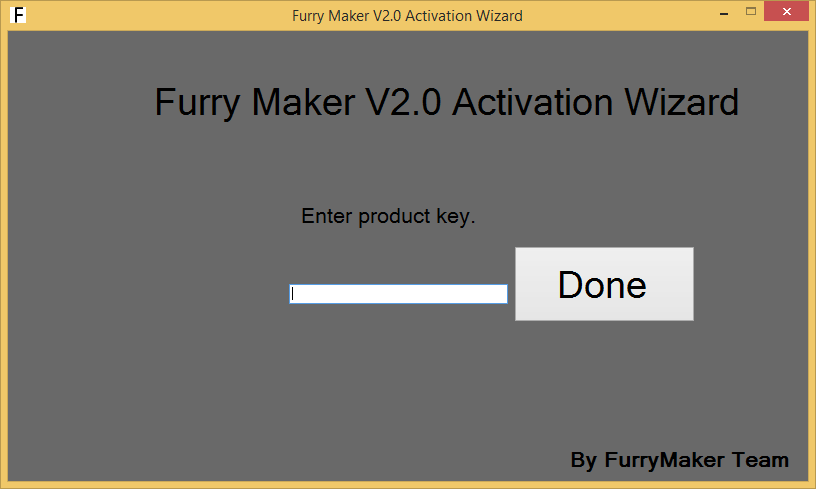 F Furry Maker V2.0 Activation Wizard
Furry Maker V2.0 Activation Wizard
Enter product key.
Done
By FurryMaker Team